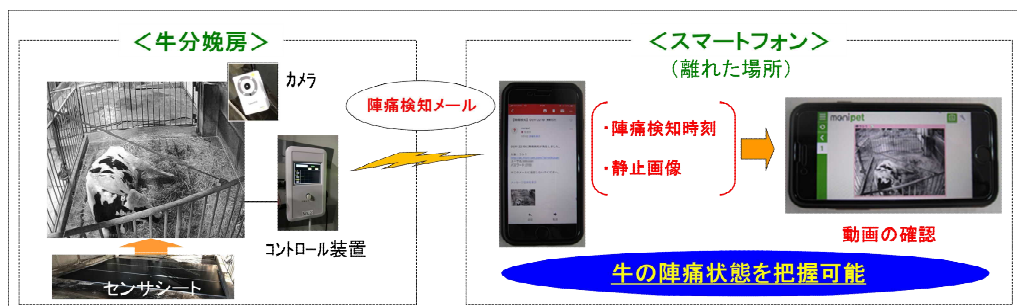 ＜牛分娩房＞
カメラ
コントロール装置
センサシート
陣痛検知メール
＜スマートフォン＞
（離れた場所）
・陣痛検知時刻
・静止画像
monipet
動画の確認
牛の陣痛状態を把握可能